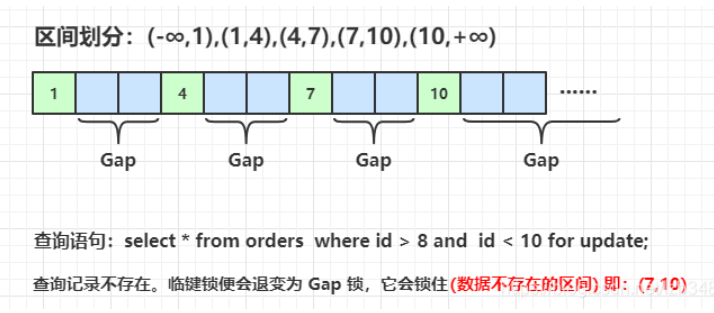 区间划分：(-∞,1),(1,4),(4,7),(7,10),(10,+∞)
1 4 7 10 ······
Gap Gap Gap Gap
查询语句：select * from orders where id > 8 and id < 10 for update;
查询记录不存在。临键锁便会退变为 Gap 锁，它会锁住(数据不存在的区间) 即：(7,10)